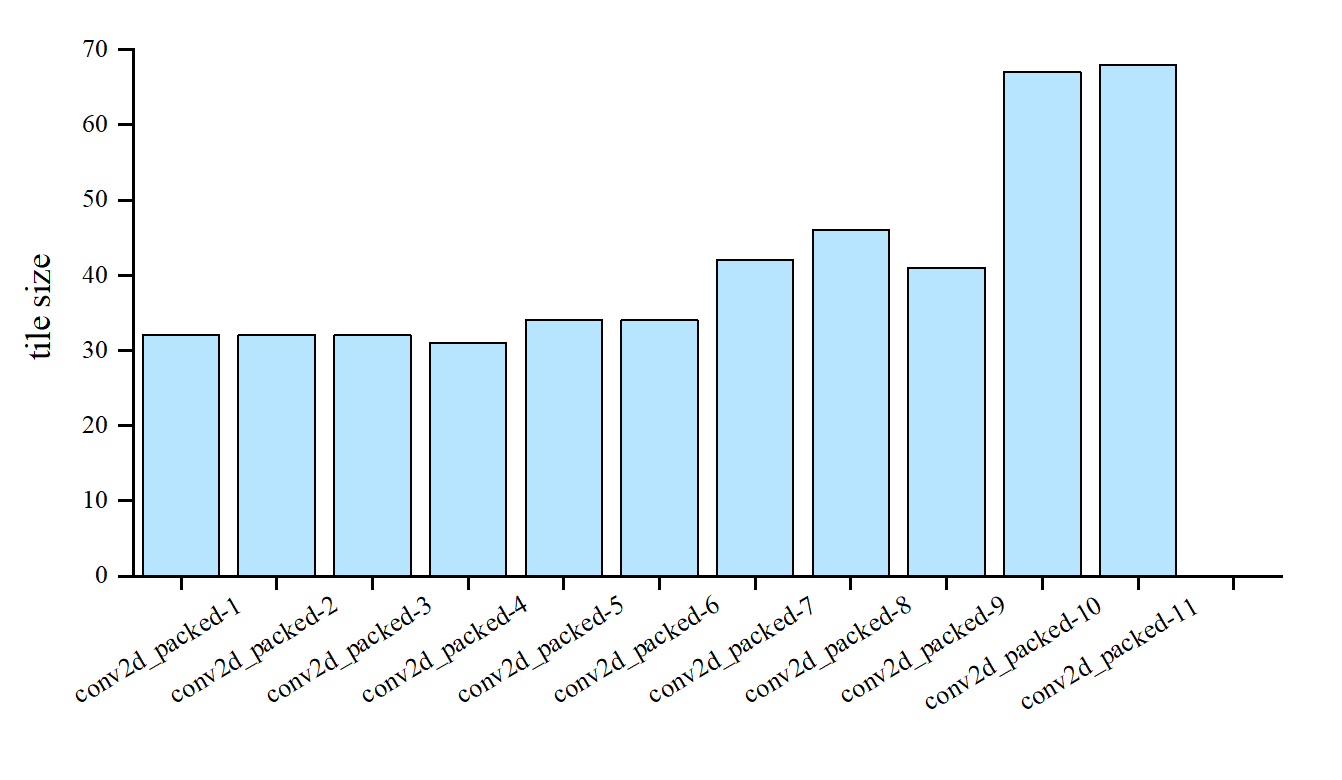 70
60
50
40
30
20
10
0
tile size
conv2d_packed-1
conv2d_packed-2
conv2d_packed-3
conv2d_packed-4
conv2d_packed-5
conv2d_packed-6
conv2d_packed-7
conv2d_packed-8
conv2d_packed-9
conv2d_packed-10
conv2d_packed-11